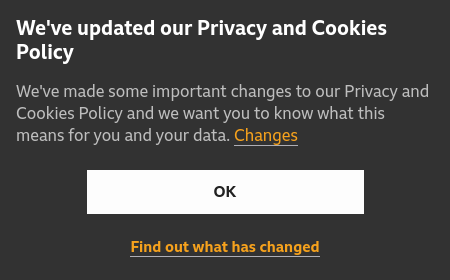 We've updated our Privacy and Cookies
Policy
We've made some important changes to our Privacy and
Cookies Policy and we want you to know what this
means for you and your data. Changes
OK
Find out what has changed